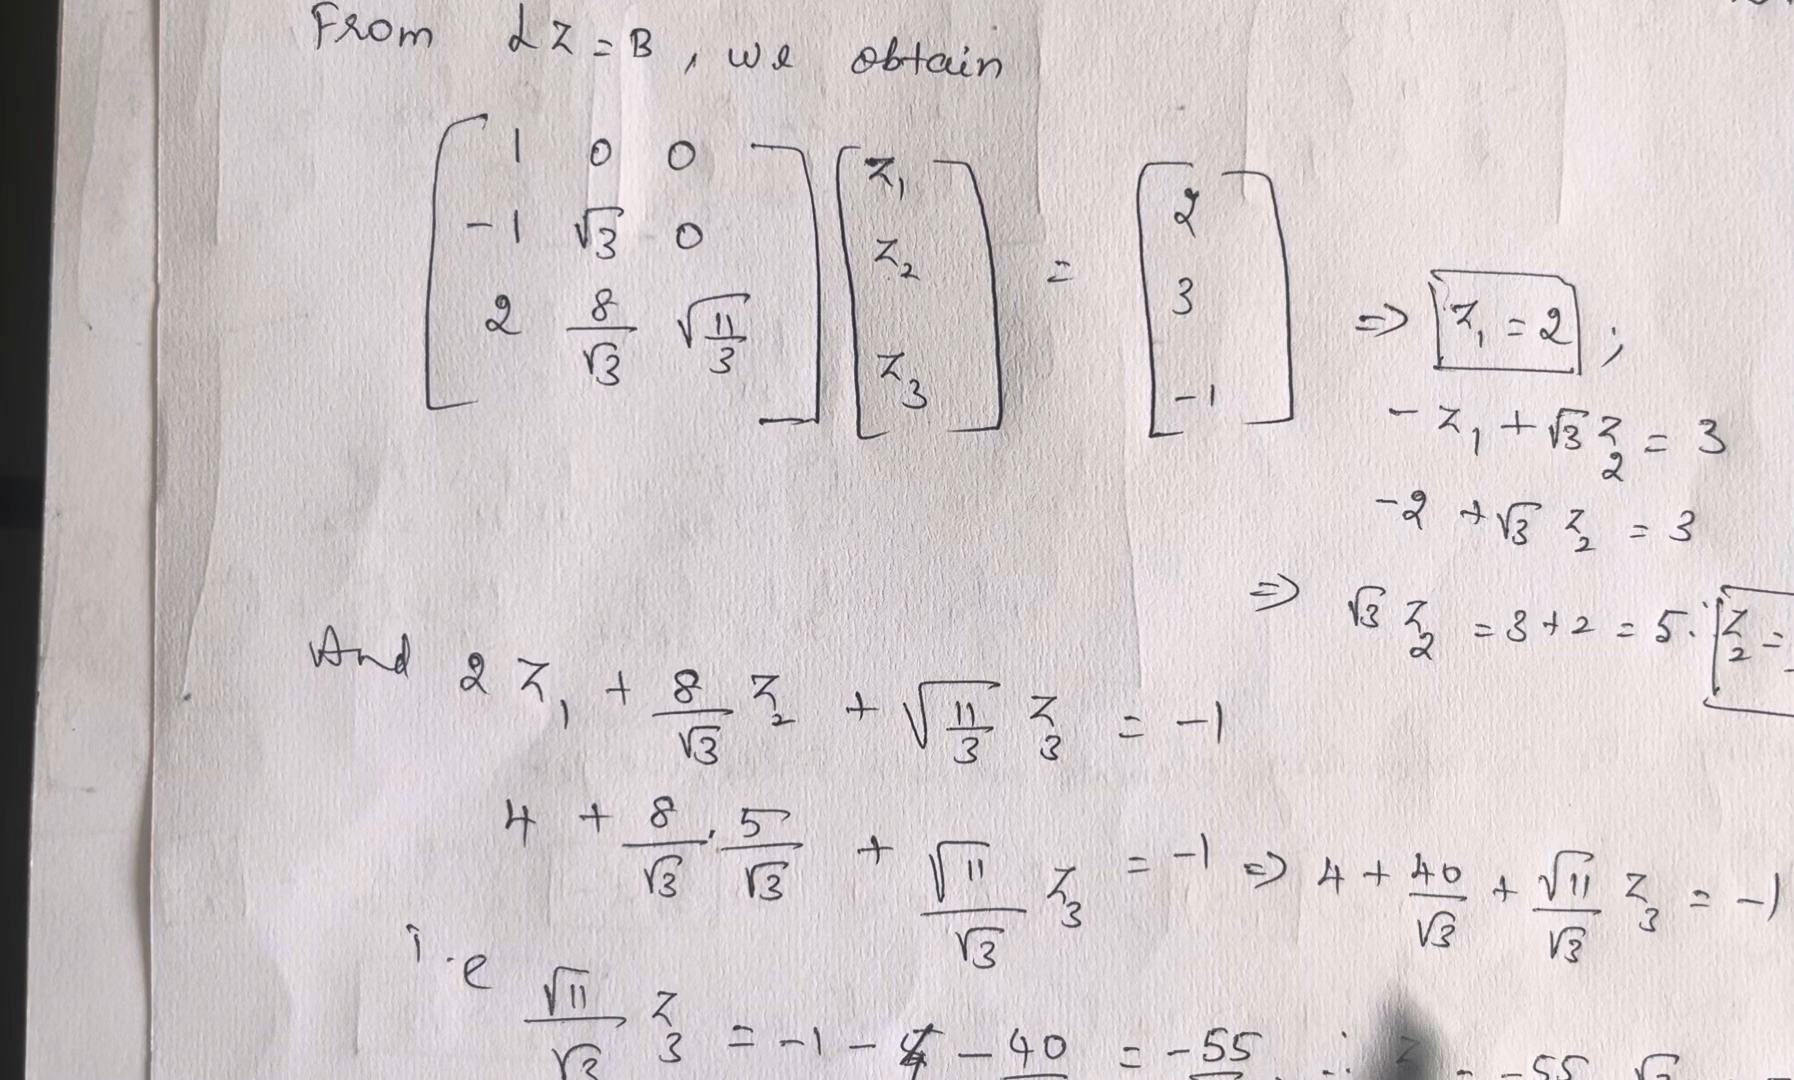 From LZ = B, we obtain
[1 0 0; -1 √3 0; 2 8/√3 √(11/3)] [z₁; z₂; z₃] = [2; 3; -1] ⇒ z₁ = 2 ;
- z₁ + √3 z₂ = 3
-2 + √3 z₂ = 3
⇒ √3 z₂ = 3 + 2 = 5. z₂ =
And 2 z₁ + 8/√3 z₂ + √(11/3) z₃ = -1
4 + 8/√3 . 5/√3 + √11/√3 z₃ = -1 ⇒ 4 + 40/√3 + √11/√3 z₃ = -1
i.e √11/√3 z₃ = -1 - 4 - 40 = -55 ∴ z = -55